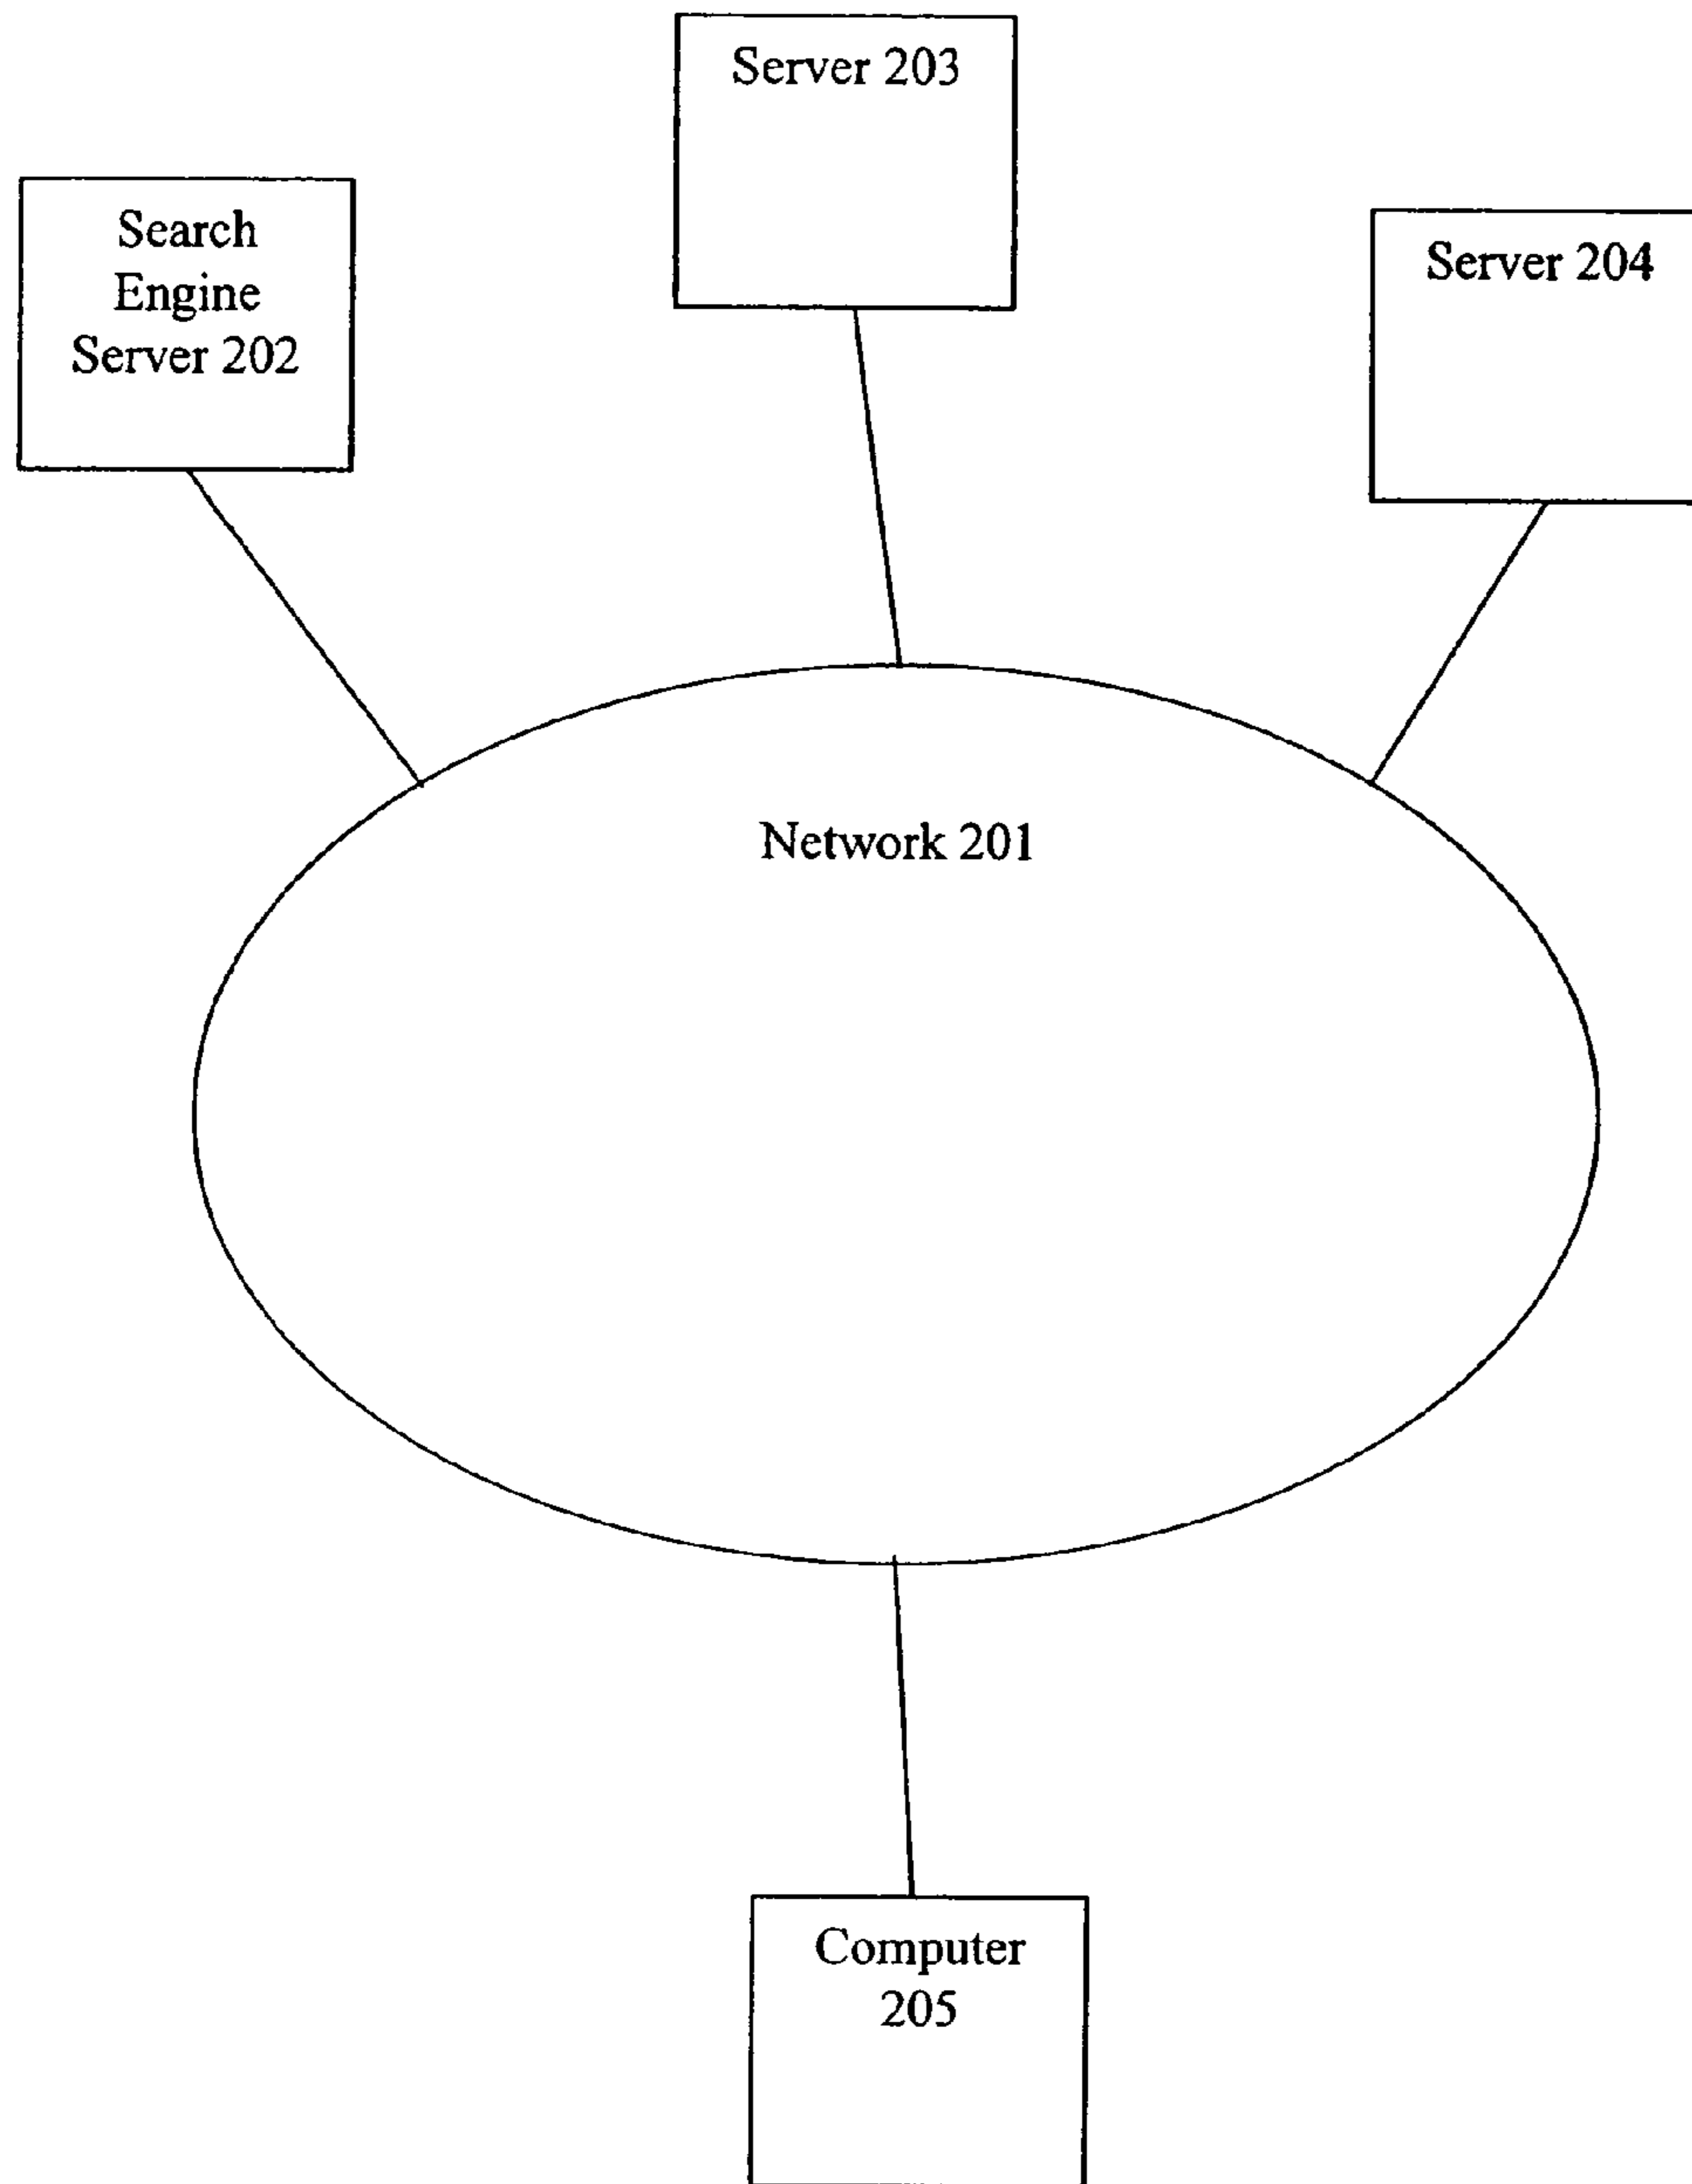 Server 203
Search
Engine
Server 202
Server 204
Network 201
Computer
205